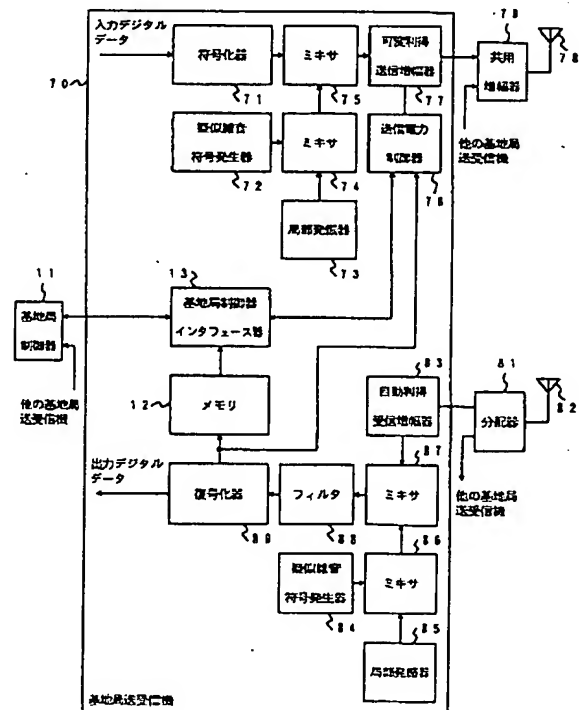 入力デジタル
データ
70
符号化器
71
ミキサ
75
可変利得
送信増幅器
77
共用
増幅器
79
78
疑似雑音
符号発生器
72
ミキサ
74
送信電力
制御器
76
他の基地局
送受信機
局部発振器
73
11
基地局
制御器
13
基地局制御器
インタフェース器
他の基地局
送受信機
12
メモリ
83
自動利得
受信増幅器
81
分配器
82
出力デジタル
データ
復号化器
89
フィルタ
88
87
ミキサ
他の基地局
送受信機
86
疑似雑音
符号発生器
84
ミキサ
85
局部発振器
基地局送受信機